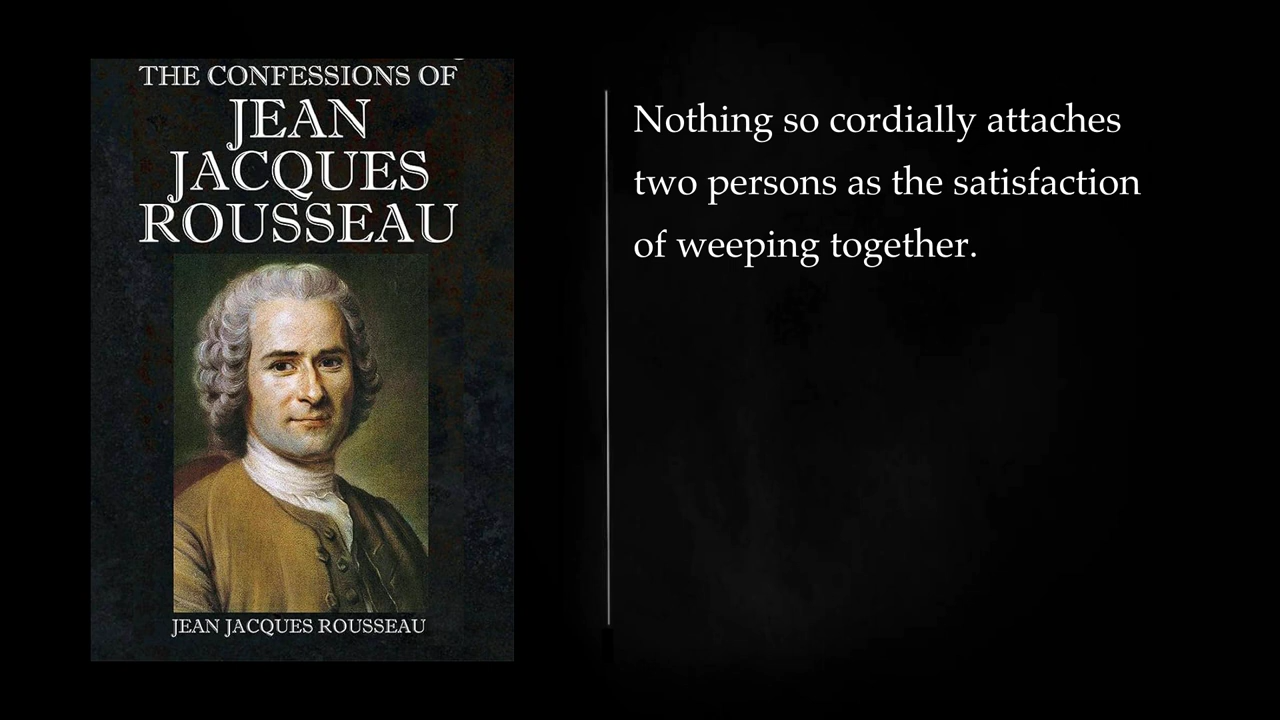 THE CONFESSIONS OF
JEAN
JACQUES
ROUSSEAU
JEAN JACQUES ROUSSEAU
Nothing so cordially attaches
two persons as the satisfaction
of weeping together.